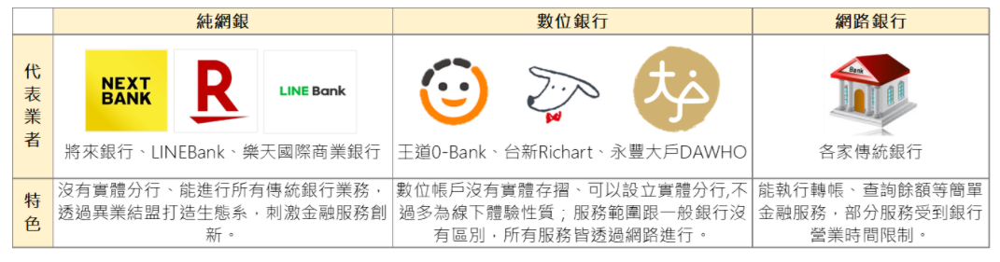 純網銀
數位銀行
網路銀行
代表業者
NEXT
BANK
R
LINE Bank
大戶
Bank
將來銀行、LINEBank、樂天國際商業銀行
王道0-Bank、台新Richart、永豐大戶DAWHO
各家傳統銀行
特色
沒有實體分行、能進行所有傳統銀行業務，
透過異業結盟打造生態系，刺激金融服務創
新。
數位帳戶沒有實體存摺、可以設立實體分行,不
過多為線下體驗性質；服務範圍跟一般銀行沒
有區別，所有服務皆透過網路進行。
能執行轉帳、查詢餘額等簡單
金融服務，部分服務受到銀行
營業時間限制。